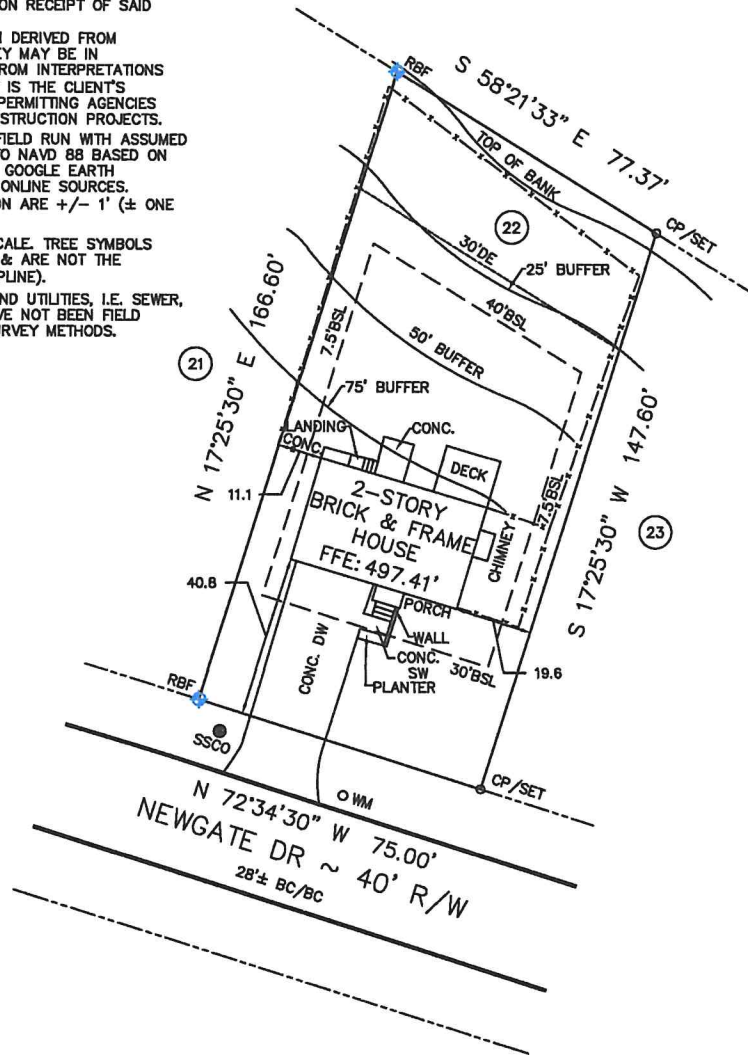 ON RECEIPT OF SAID
DERIVED FROM
EY MAY BE IN
ROM INTERPRETATIONS
IS THE CLIENT'S
PERMITTING AGENCIES
STRUCTION PROJECTS.
FIELD RUN WITH ASSUMED
O NAVD 88 BASED ON
GOOGLE EARTH
ONLINE SOURCES.
ON ARE +/- 1' (± ONE
CALE. TREE SYMBOLS
& ARE NOT THE
PLINE).
ND UTILITIES, I.E. SEWER,
VE NOT BEEN FIELD
RVEY METHODS.
RBF
S 58°21'33" E 77.37'
TOP OF BANK
CP/SET
22
30'DE
25' BUFFER
40'BSL
N 17°25'30" E 166.60'
7.5'BSL
50' BUFFER
21
75' BUFFER
LANDING
CONC.
CONC.
DECK
S 17°25'30" W 147.60'
7.5'BSL
23
11.1
2-STORY
BRICK & FRAME
HOUSE
FFE: 497.41'
CHIMNEY
40.8
PORCH
WALL
CONC.
SW
PLANTER
30'BSL
19.6
CONC. DW
RBF
SSCO
CP/SET
WM
N 72°34'30" W 75.00'
NEWGATE DR ~ 40' R/W
28'± BC/BC